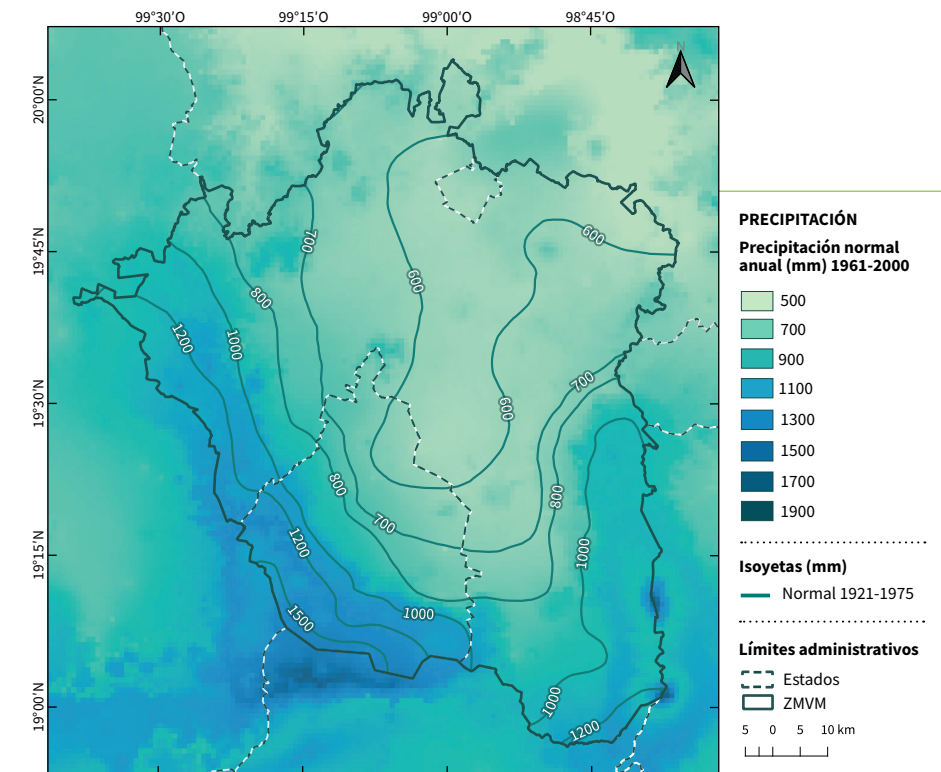 99°30'O 99°15'O 99°00'O 98°45'O
N
20°00'N
19°45'N
19°30'N
19°15'N
19°00'N
600
700
600
800
1200
1000
700
600
800
800
700
1200
1000
1000
1500
1000
1200
PRECIPITACIÓN
Precipitación normal
anual (mm) 1961-2000
500
700
900
1100
1300
1500
1700
1900
Isoyetas (mm)
Normal 1921-1975
Límites administrativos
Estados
ZMVM
5 0 5 10 km